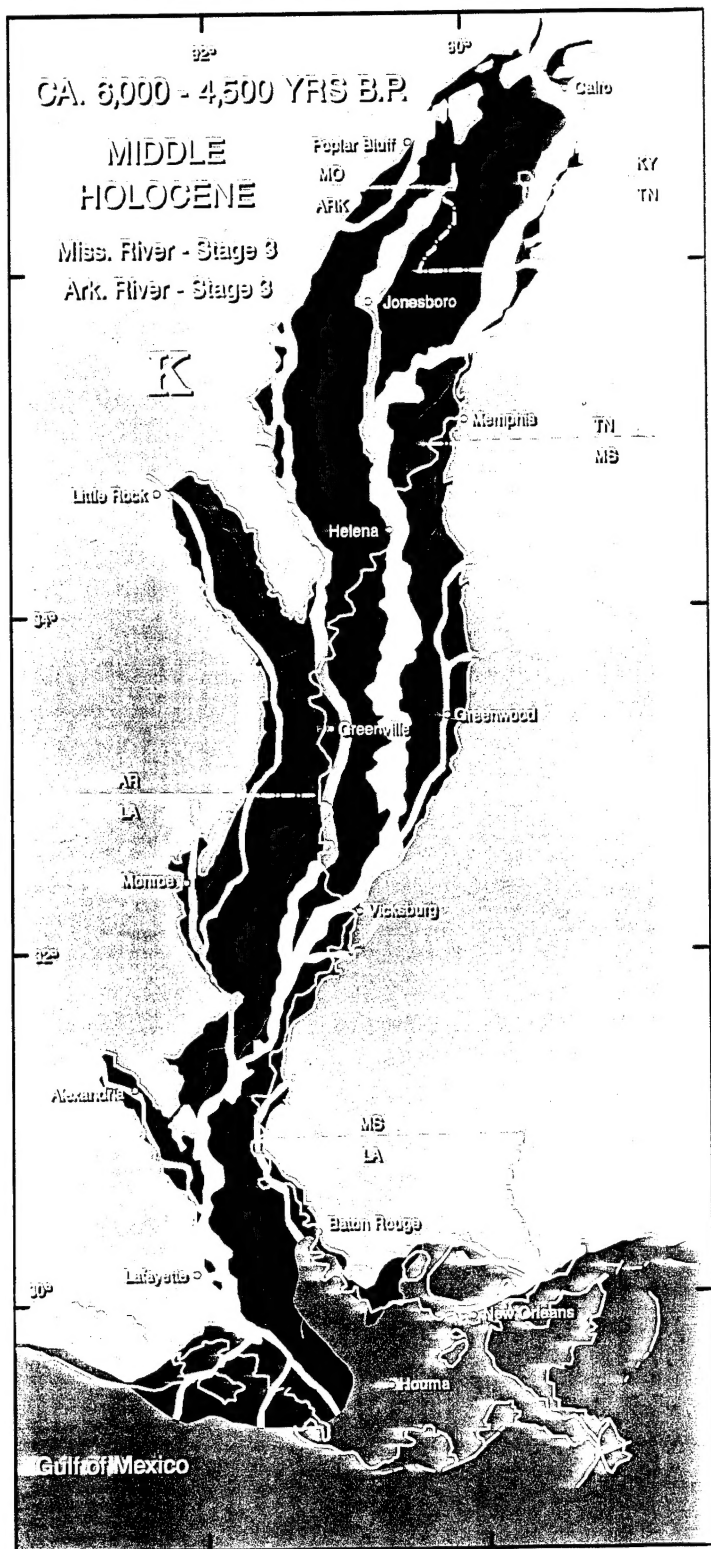 92°
90°
CA. 6,000 - 4,500 YRS B.P.
Cairo
MIDDLE
HOLOCENE
Poplar Bluff
MO
ARK
KY
TN
Miss. River - Stage 3
Ark. River - Stage 3
Jonesboro
K
Memphis
TN
MS
Little Rock
Helena
34°
Greenville
Greenwood
AR
LA
Monroe
Vicksburg
32°
Alexandria
MS
LA
Baton Rouge
Lafayette
30°
New Orleans
Houma
Gulf of Mexico